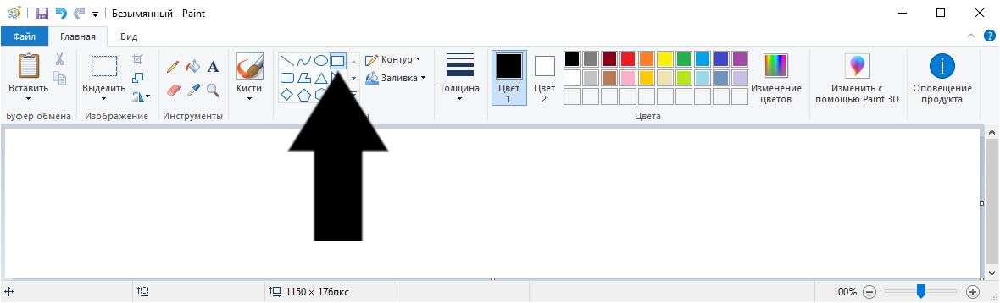 Безымянный - Paint
Файл Главная Вид
Вставить
Выделить
Кисти
Контур
Заливка
Толщина
Цвет
1
Цвет
2
Изменение
цветов
Изменить с
помощью Paint 3D
Оповещение
продукта
Буфер обмена
Изображение
Инструменты
Цвета
1150 × 176пкс
100%